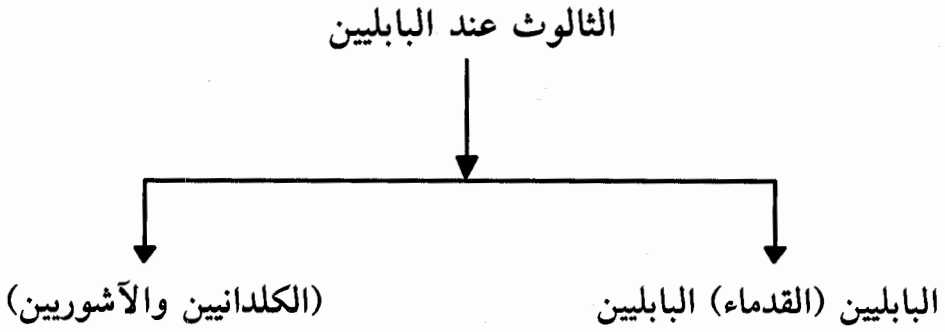 الثالوث عند البابليين
البابليين (القدماء) البابليين (الكلدانيين والآشوريين)